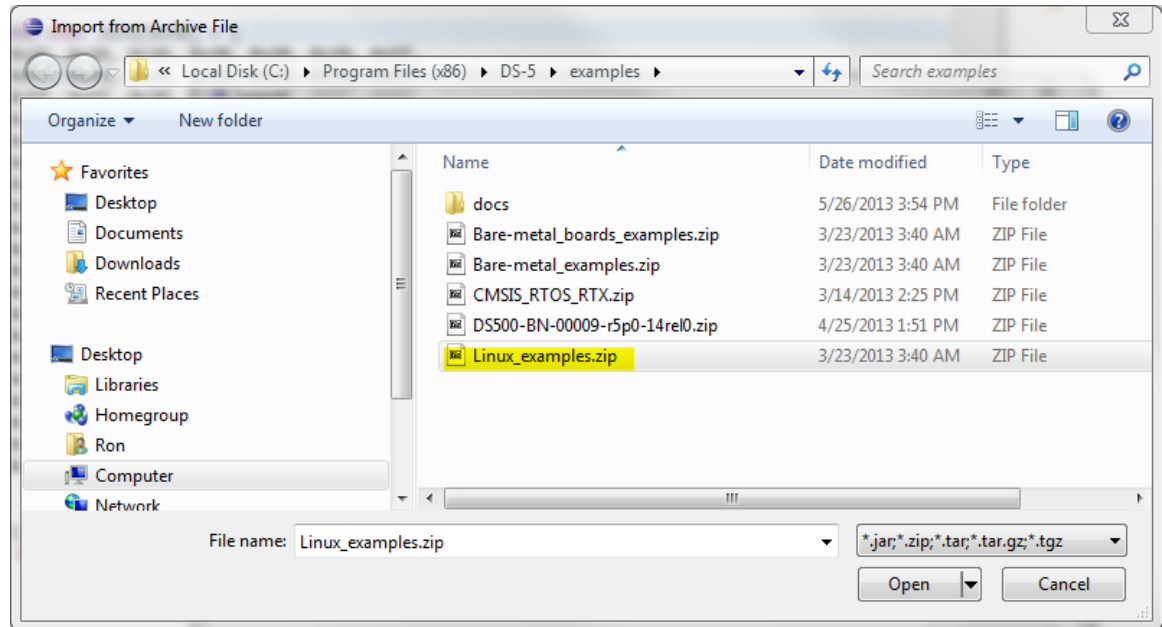 Import from Archive File
« Local Disk (C:) ▸ Program Files (x86) ▸ DS-5 ▸ examples ▸
Search examples
Organize ▾ New folder
Name Date modified Type
Favorites
Desktop
Documents
Downloads
Recent Places
Desktop
Libraries
Homegroup
Ron
Computer
Network
docs 5/26/2013 3:54 PM File folder
Bare-metal_boards_examples.zip 3/23/2013 3:40 AM ZIP File
Bare-metal_examples.zip 3/23/2013 3:40 AM ZIP File
CMSIS_RTOS_RTX.zip 3/14/2013 2:25 PM ZIP File
DS500-BN-00009-r5p0-14rel0.zip 4/25/2013 1:51 PM ZIP File
Linux_examples.zip 3/23/2013 3:40 AM ZIP File
File name: Linux_examples.zip *.jar;*.zip;*.tar;*.tar.gz;*.tgz
Open Cancel